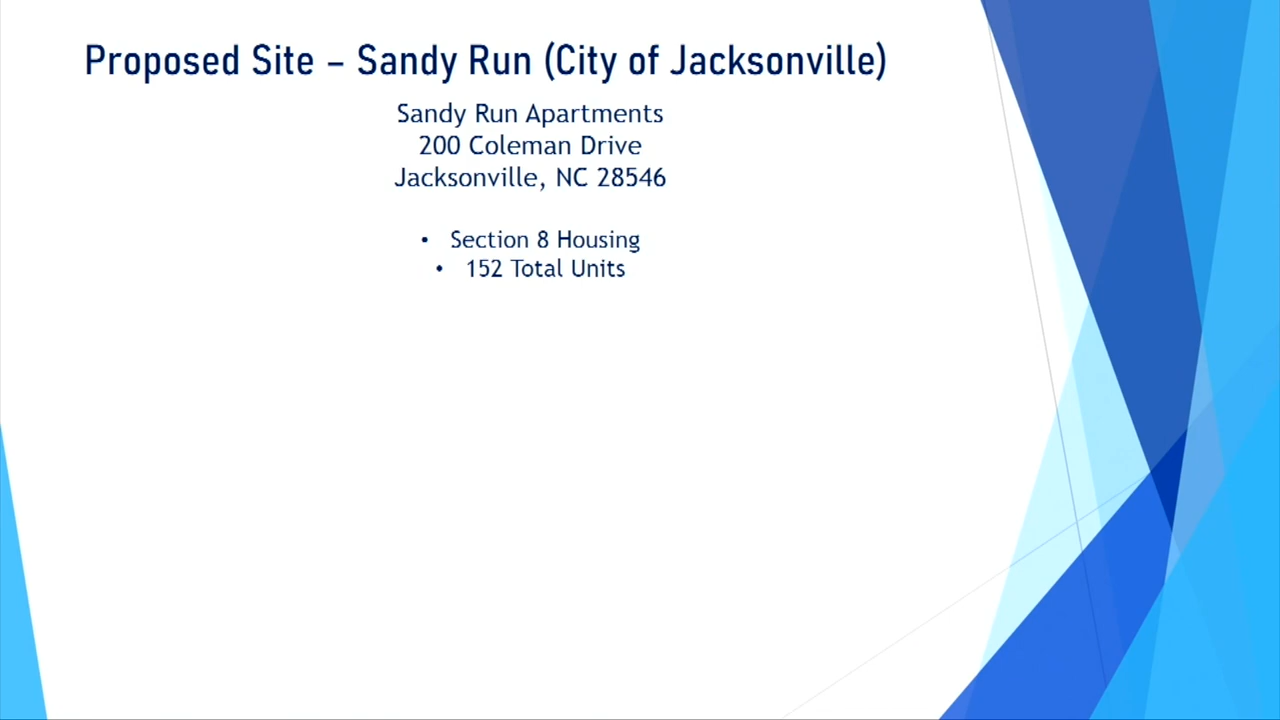 Proposed Site – Sandy Run (City of Jacksonville)
Sandy Run Apartments
200 Coleman Drive
Jacksonville, NC 28546
• Section 8 Housing
• 152 Total Units